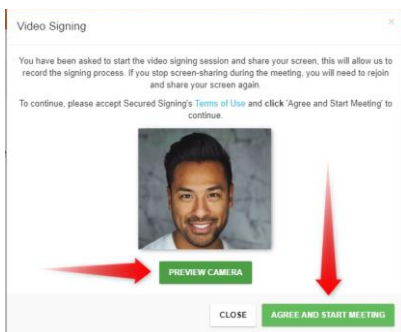 Video Signing
×
You have been asked to start the video signing session and share your screen, this will allow us to
record the signing process. If you stop screen-sharing during the meeting, you will need to rejoin
and share your screen again.
To continue, please accept Secured Signing's Terms of Use and click 'Agree and Start Meeting' to
continue.
PREVIEW CAMERA
CLOSE
AGREE AND START MEETING